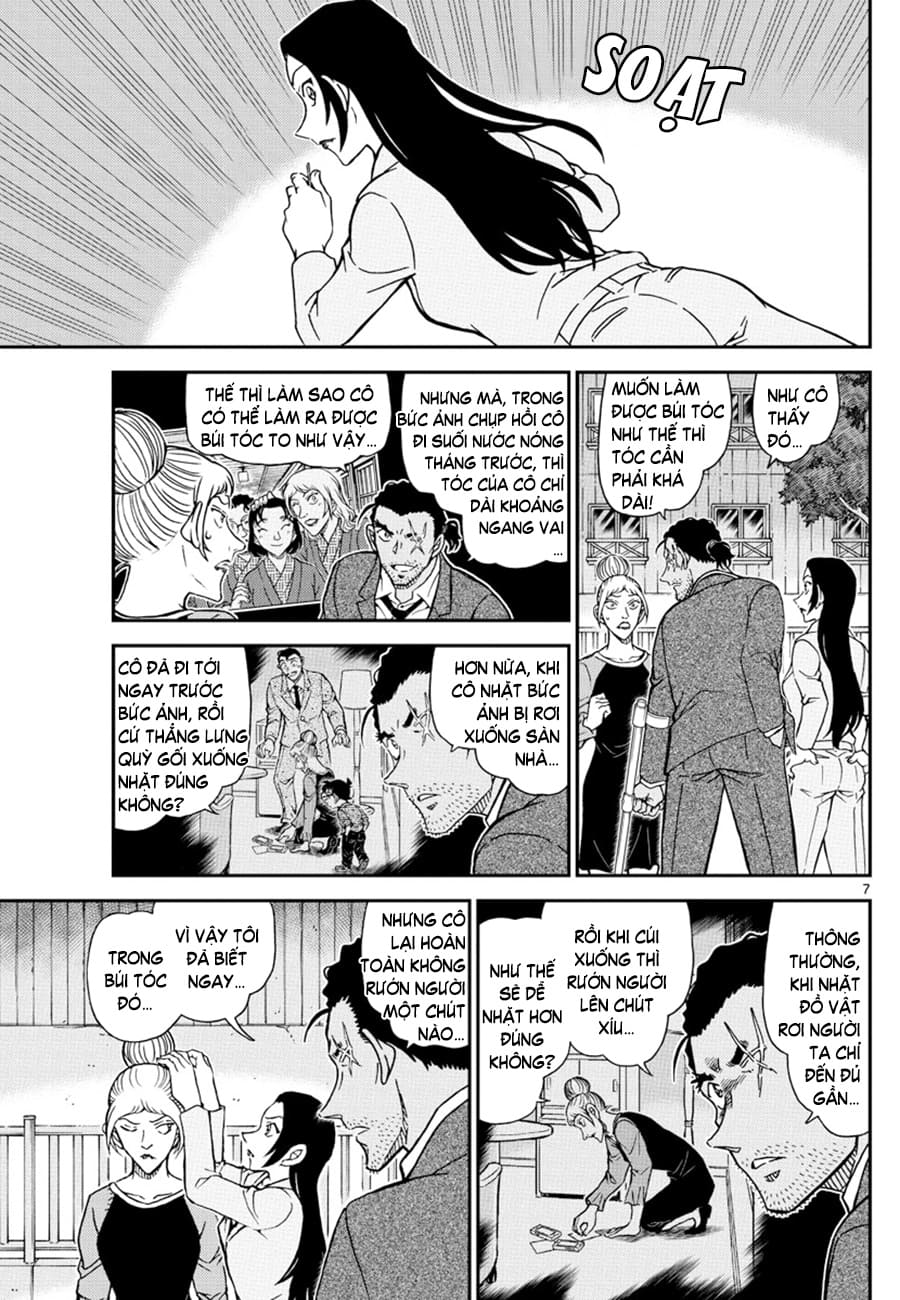 SOẠT
NHƯ CÔ
THẤY
ĐÓ...
MUỐN LÀM
ĐƯỢC BÚI TÓC
NHƯ THẾ THÌ
TÓC CẦN
PHẢI KHÁ
DÀI!
NHƯNG MÀ, TRONG
BỨC ẢNH CHỤP HỒI CÔ
ĐI SUỐI NƯỚC NÓNG
THÁNG TRƯỚC, THÌ
TÓC CỦA CÔ CHỈ
DÀI KHOẢNG
NGANG VAI
...
THẾ THÌ LÀM SAO CÔ
CÓ THỂ LÀM RA ĐƯỢC
BÚI TÓC TO NHƯ VẬY...
HƠN NỮA, KHI
CÔ NHẶT BỨC
ẢNH BỊ RƠI
XUỐNG SÀN
NHÀ...
CÔ ĐÃ ĐI TỚI
NGAY TRƯỚC
BỨC ẢNH, RỒI
CỨ THẲNG LƯNG
QUỲ GỐI XUỐNG
NHẶT ĐÚNG
KHÔNG?
7
THÔNG
THƯỜNG,
KHI NHẶT
ĐỒ VẬT
RƠI NGƯỜI
TA CHỈ
ĐẾN ĐỦ
GẦN...
RỒI KHI CÚI
XUỐNG THÌ
RƯỚN NGƯỜI
LÊN CHÚT
XÍU...
NHƯ THẾ
SẼ DỄ
NHẶT HƠN
ĐÚNG
KHÔNG?
NHƯNG CÔ
LẠI HOÀN
TOÀN KHÔNG
RƯỚN NGƯỜI
MỘT CHÚT
NÀO...
VÌ VẬY TÔI
ĐÃ BIẾT
NGAY...
TRONG
BÚI TÓC
ĐÓ...